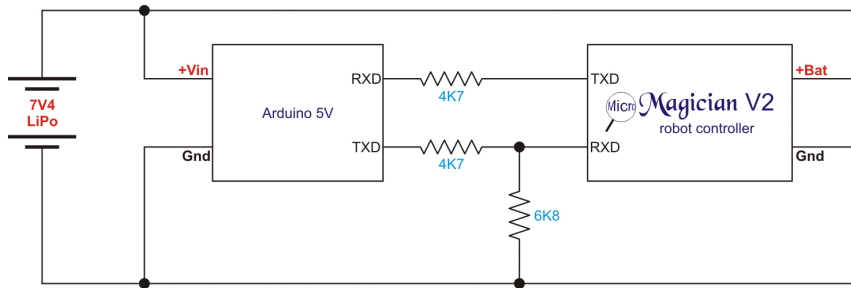 7V4
LiPo
+Vin
Gnd
Arduino 5V
RXD
TXD
4K7
4K7
6K8
TXD
RXD
Micro Magician V2
robot controller
+Bat
Gnd